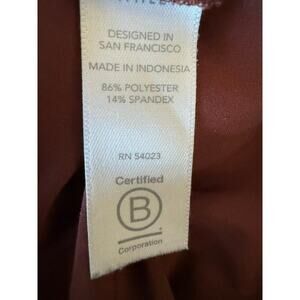 DESIGNED IN
SAN FRANCISCO
MADE IN INDONESIA
86% POLYESTER
14% SPANDEX
RN 54023
Certified
B
Corporation